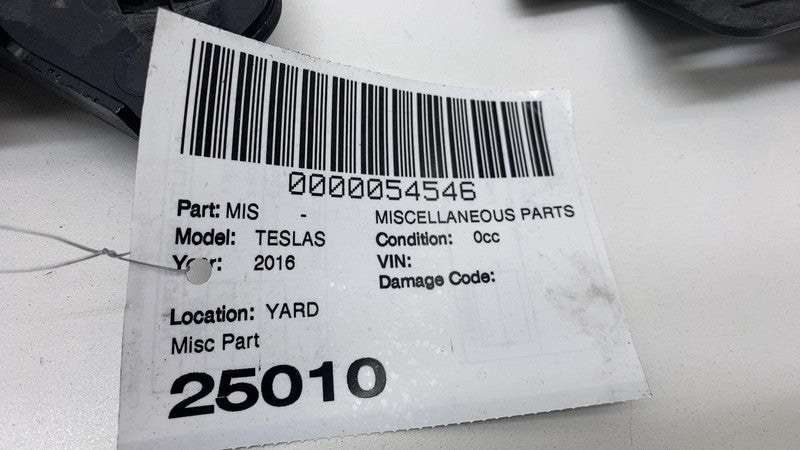 0000054546
Part: MIS - MISCELLANEOUS PARTS
Model: TESLAS Condition: 0cc
Year: 2016 VIN:
Damage Code:
Location: YARD
Misc Part
25010